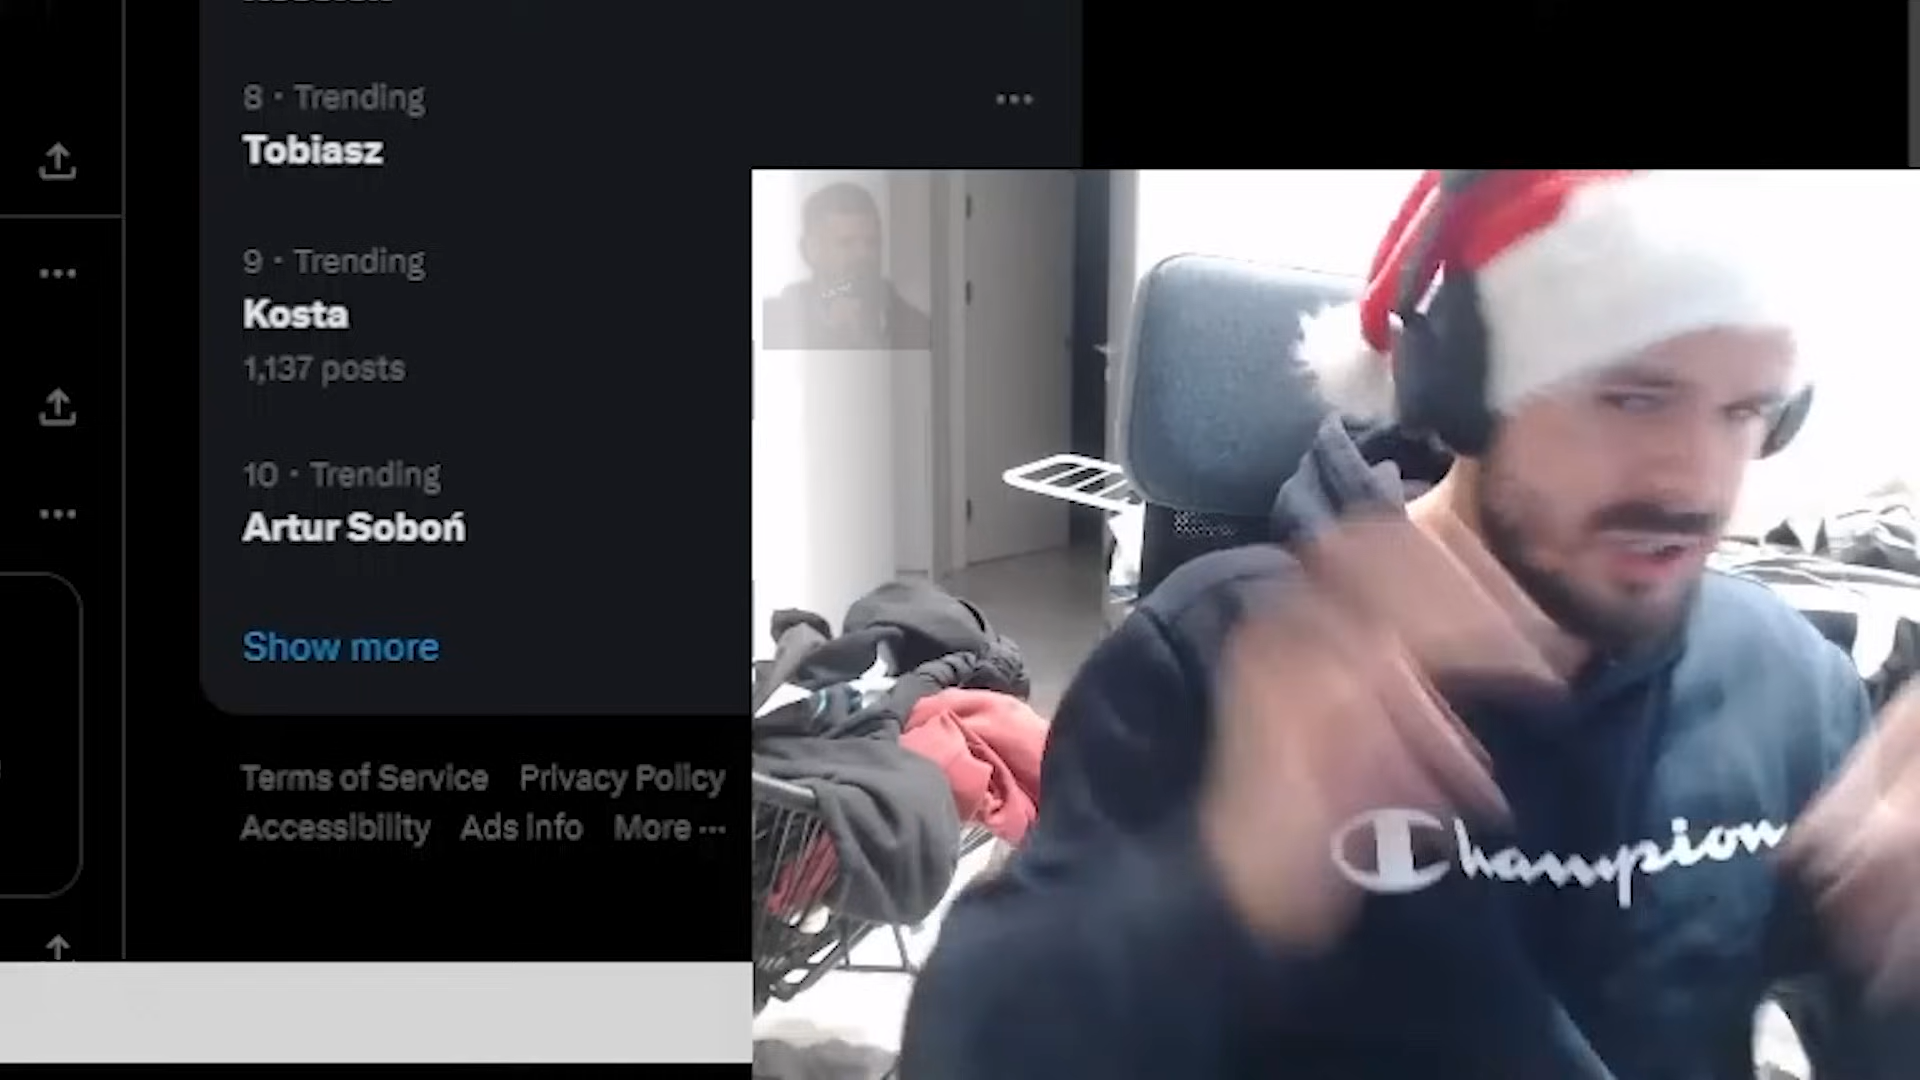 8 · Trending
Tobiasz
9 · Trending
Kosta
1,137 posts
10 · Trending
Artur Soboń
Show more
Terms of Service Privacy Policy
Accessibility Ads info More ...
Champion